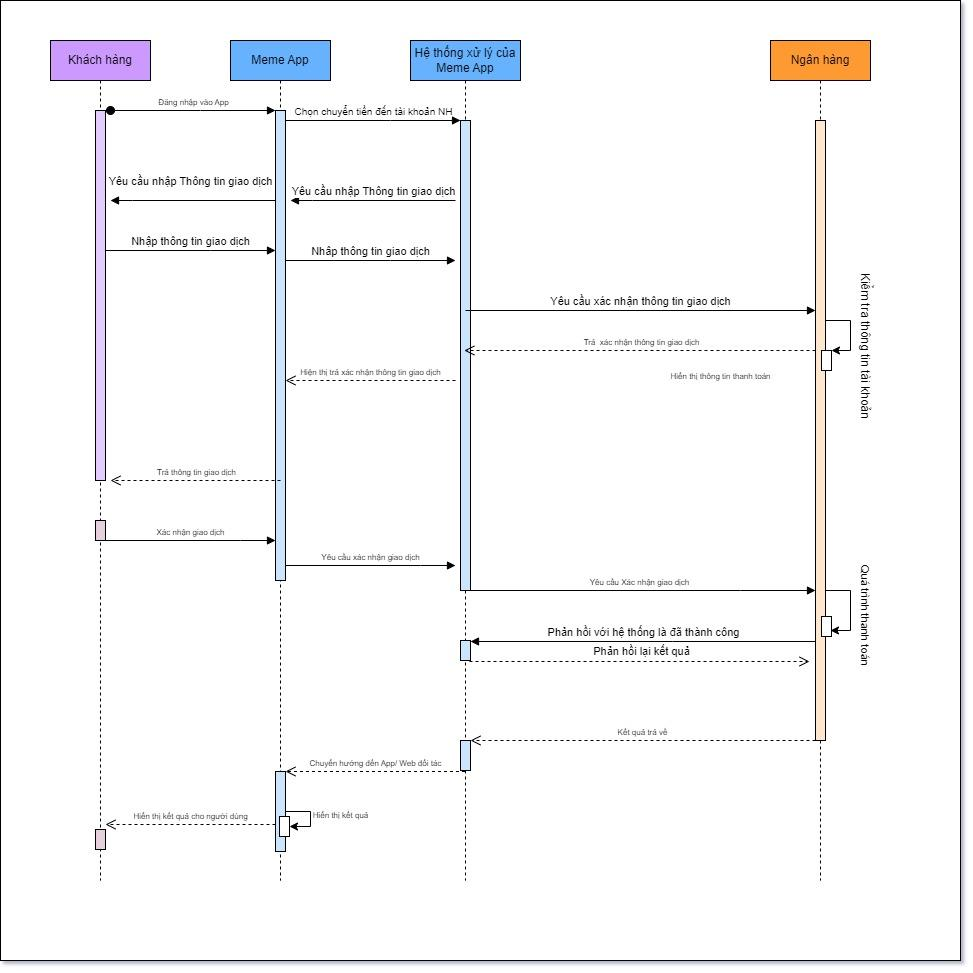 Khách hàng
Meme App
Hệ thống xử lý của
Meme App
Ngân hàng
Đăng nhập vào App
Chọn chuyển tiền đến tài khoản NH
Yêu cầu nhập Thông tin giao dịch
Yêu cầu nhập Thông tin giao dịch
Nhập thông tin giao dịch
Nhập thông tin giao dịch
Yêu cầu xác nhận thông tin giao dịch
Kiểm tra thông tin tài khoản
Trả xác nhận thông tin giao dịch
Hiện thị trả xác nhận thông tin giao dịch
Hiển thị thông tin thanh toán
Trả thông tin giao dịch
Xác nhận giao dịch
Yêu cầu xác nhận giao dịch
Yêu cầu Xác nhận giao dịch
Quá trình thanh toán
Phản hồi với hệ thống là đã thành công
Phản hồi lại kết quả
Kết quả trả về
Chuyển hướng đến App/ Web đối tác
Hiển thị kết quả
Hiển thị kết quả cho người dùng